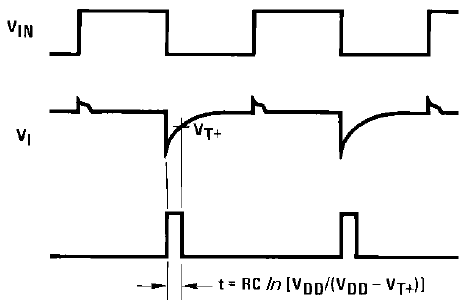 VIN
VI
VT+
t = RC ln [VDD/(VDD − VT+)]